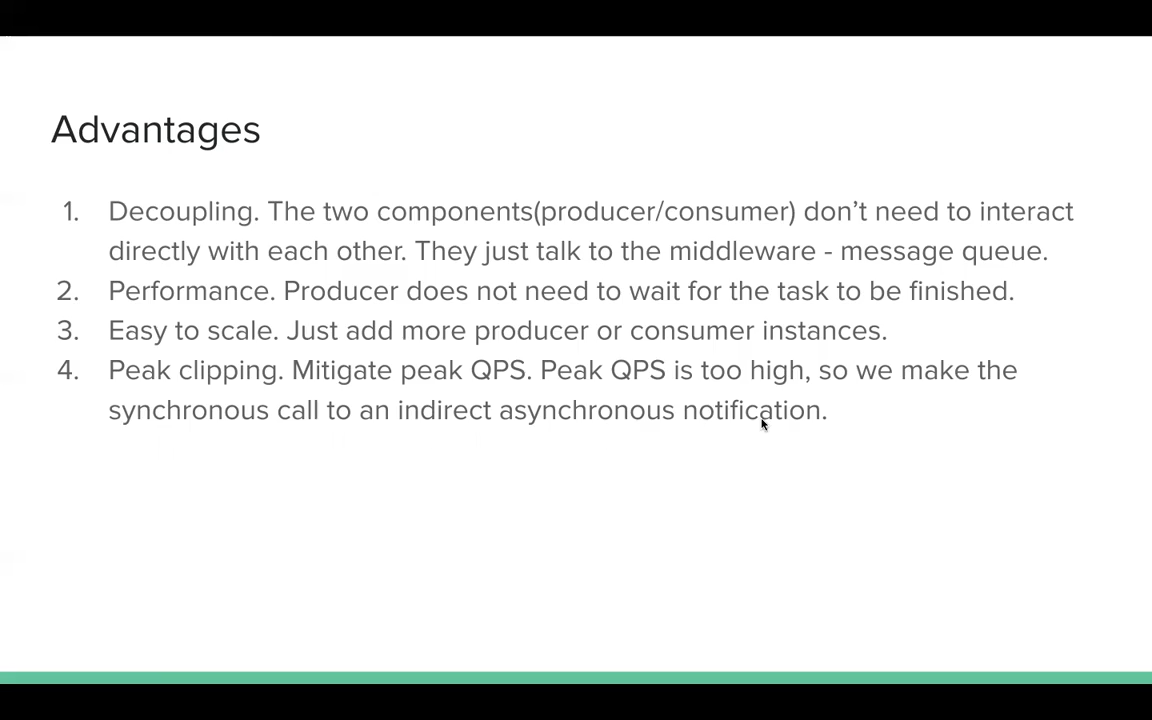 Advantages
1. Decoupling. The two components(producer/consumer) don’t need to interact
directly with each other. They just talk to the middleware - message queue.
2. Performance. Producer does not need to wait for the task to be finished.
3. Easy to scale. Just add more producer or consumer instances.
4. Peak clipping. Mitigate peak QPS. Peak QPS is too high, so we make the
synchronous call to an indirect asynchronous notification.